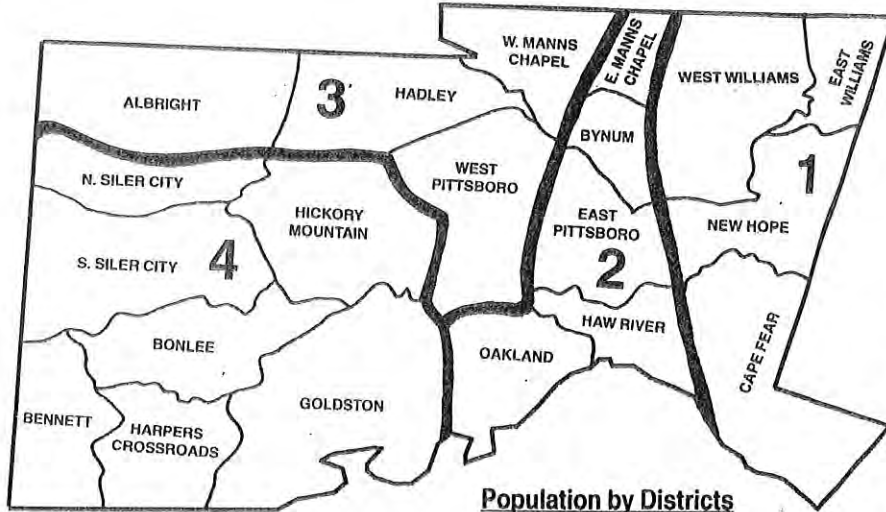 W. MANNS
CHAPEL
E. MANNS
CHAPEL
WEST WILLIAMS
EAST
WILLIAMS
ALBRIGHT
3
HADLEY
BYNUM
N. SILER CITY
WEST
PITTSBORO
1
HICKORY
MOUNTAIN
EAST
PITTSBORO
NEW HOPE
S. SILER CITY
4
2
HAW RIVER
BONLEE
OAKLAND
CAPE FEAR
BENNETT
HARPERS
CROSSROADS
GOLDSTON
Population by Districts